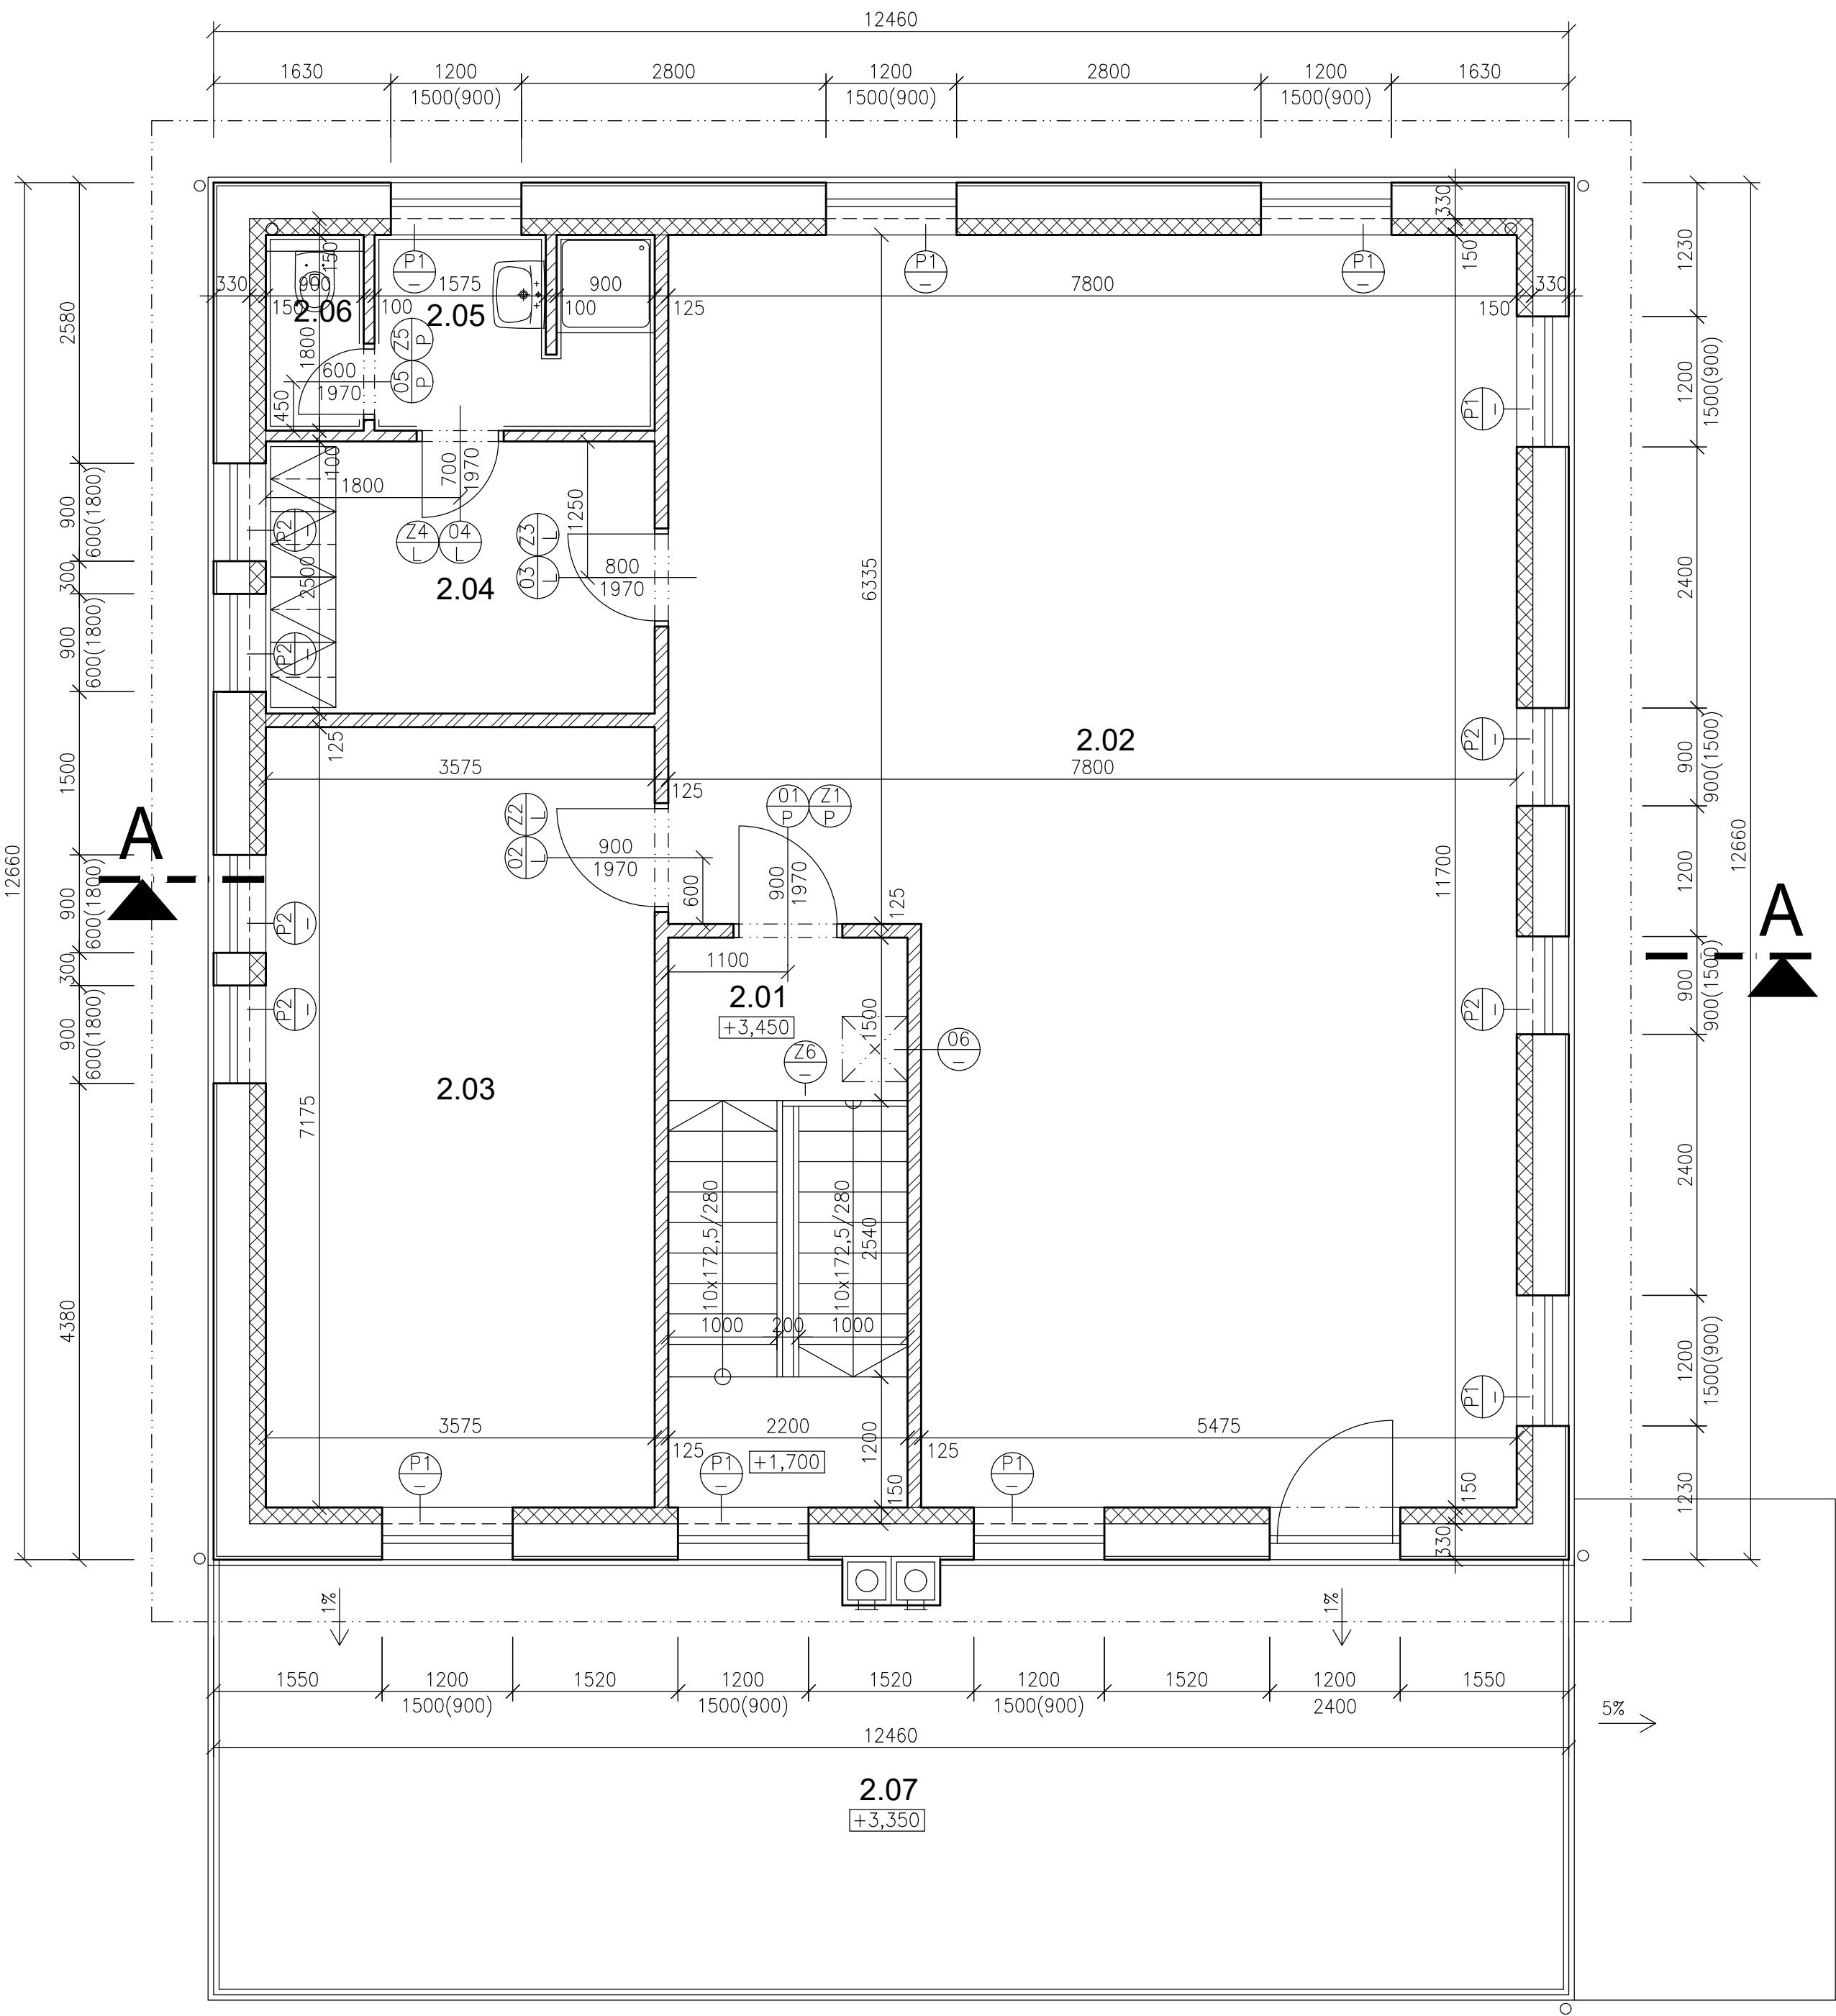 12460
1630 1200 2800 1200 2800 1200 1630
1500(900) 1500(900) 1500(900)
330
150
P1 – P1 – P1 –
150
330 900 1575 900 7800 330
150 100 100 125 150
2.06 2.05
1800
Z5 P
05 P
600
1970
450
100
1800
700
1970
P2 –
Z4 L 04 L
Z3 L
03 L
1250
800
1970
2500
2.04
P2 –
6335
125
3575
125
2.02
7800
01 P Z1 P
Z2 L
02 L
900
1970
600
900
1970
125
11700
A A
P2 –
P2 –
1100
2.01
+3,450
1500
Z6 –
06 –
2.03
7175
10x172,5/280
10x172,5/280
2540
1000 200 1000
3575 2200 5475
125 125
1200
+1,700
P1 – P1 – P1 –
150
150
330
12660
2580
900
600(1800)
300
900
600(1800)
1500
900
600(1800)
300
900
600(1800)
4380
1230
1200
1500(900)
2400
900
900(1500)
1200
900
900(1500)
2400
1200
1500(900)
1230
12660
P1 –
P2 –
P2 –
P1 –
1% 1%
1550 1200 1520 1200 1520 1200 1520 1200 1550
1500(900) 1500(900) 1500(900) 2400
5%
12460
2.07
+3,350